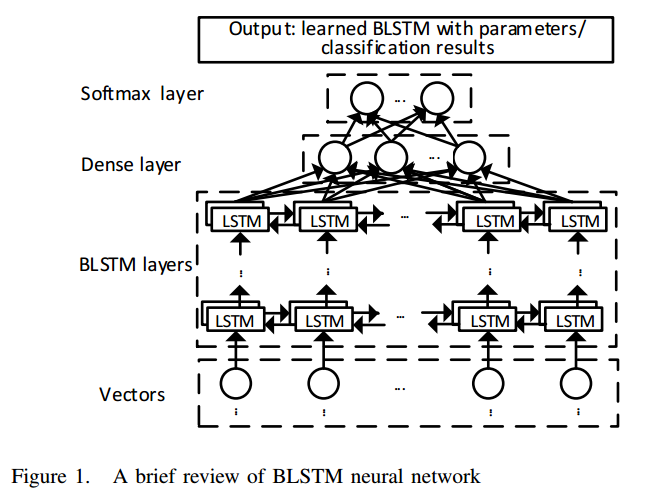 Output: learned BLSTM with parameters/
classification results
Softmax layer
...
Dense layer
...
LSTM LSTM ... LSTM LSTM
BLSTM layers
LSTM LSTM ... LSTM LSTM
Vectors
...
Figure 1. A brief review of BLSTM neural network